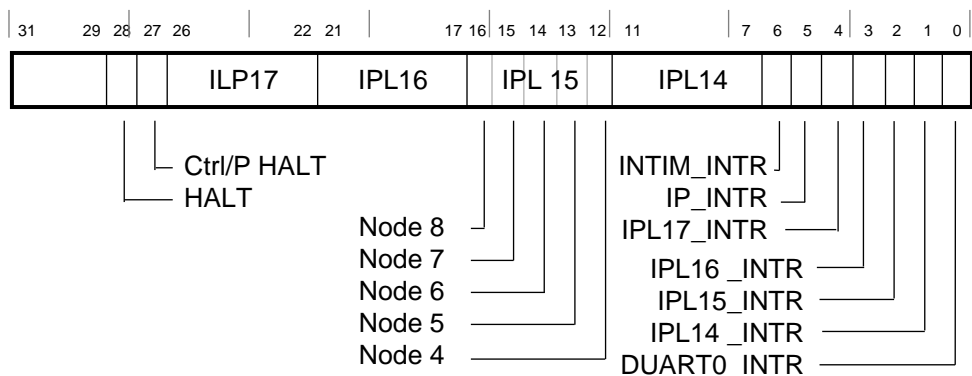 31 29 28 27 26 22 21 17 16 15 14 13 12 11 7 6 5 4 3 2 1 0
ILP17 IPL16 IPL 15 IPL14
Ctrl/P HALT
HALT
Node 8
Node 7
Node 6
Node 5
Node 4
INTIM_INTR
IP_INTR
IPL17_INTR
IPL16 _INTR
IPL15_INTR
IPL14 _INTR
DUART0_INTR